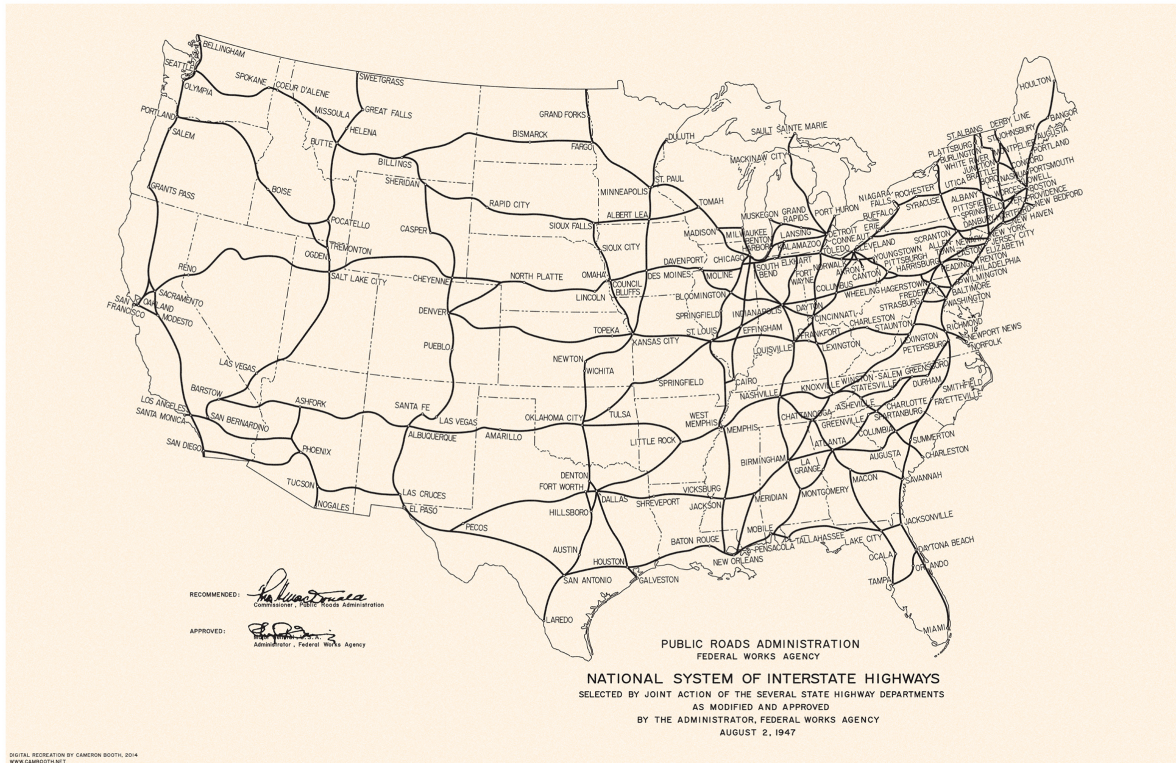 BELLINGHAM
SEATTLE
OLYMPIA
SPOKANE
COEUR D'ALENE
SWEETGRASS
MISSOULA
GREAT FALLS
HELENA
BUTTE
PORTLAND
SALEM
GRANTS PASS
BOISE
POCATELLO
TREMONTON
OGDEN
SALT LAKE CITY
RENO
SACRAMENTO
OAKLAND
SAN FRANCISCO
MODESTO
LAS VEGAS
BARSTOW
LOS ANGELES
SANTA MONICA
SAN BERNARDINO
SAN DIEGO
ASHFORK
PHOENIX
TUCSON
NOGALES
BILLINGS
SHERIDAN
CASPER
CHEYENNE
DENVER
PUEBLO
SANTA FE
LAS VEGAS
ALBUQUERQUE
LAS CRUCES
EL PASO
BISMARCK
GRAND FORKS
FARGO
RAPID CITY
SIOUX FALLS
SIOUX CITY
NORTH PLATTE
OMAHA
LINCOLN
COUNCIL BLUFFS
DES MOINES
TOPEKA
KANSAS CITY
NEWTON
WICHITA
OKLAHOMA CITY
TULSA
AMARILLO
PECOS
DENTON
FORT WORTH
DALLAS
HILLSBORO
AUSTIN
SAN ANTONIO
LAREDO
HOUSTON
GALVESTON
DULUTH
ST. PAUL
MINNEAPOLIS
ALBERT LEA
TOMAH
MADISON
MILWAUKEE
CHICAGO
DAVENPORT
MOLINE
BLOOMINGTON
SPRINGFIELD
ST. LOUIS
EFFINGHAM
CAIRO
SPRINGFIELD
WEST MEMPHIS
MEMPHIS
LITTLE ROCK
SHREVEPORT
VICKSBURG
JACKSON
MERIDIAN
BATON ROUGE
NEW ORLEANS
MOBILE
PENSACOLA
TALLAHASSEE
LAKE CITY
JACKSONVILLE
DAYTONA BEACH
OCALA
ORLANDO
TAMPA
MIAMI
SAULT SAINTE MARIE
MACKINAW CITY
MUSKEGON
GRAND RAPIDS
PORT HURON
LANSING
DETROIT
BENTON HARBOR
KALAMAZOO
TOLEDO
SOUTH BEND
ELKHART
FORT WAYNE
NORWALK
AKRON
CANTON
CLEVELAND
CONNEAUT
ERIE
YOUNGSTOWN
PITTSBURGH
COLUMBUS
DAYTON
INDIANAPOLIS
CINCINNATI
WHEELING
LOUISVILLE
FRANKFORT
LEXINGTON
CHARLESTON
STAUNTON
LEXINGTON
NASHVILLE
KNOXVILLE
CHATTANOOGA
ASHEVILLE
WINSTON-SALEM
GREENSBORO
STATESVILLE
DURHAM
CHARLOTTE
GREENVILLE
SPARTANBURG
SMITHFIELD
FAYETTEVILLE
COLUMBIA
SUMMERTON
CHARLESTON
AUGUSTA
ATLANTA
BIRMINGHAM
LA GRANGE
MACON
MONTGOMERY
SAVANNAH
PETERSBURG
RICHMOND
NEWPORT NEWS
NORFOLK
WASHINGTON
BALTIMORE
FREDERICK
STRASBURG
HAGERSTOWN
HARRISBURG
WILMINGTON
PHILADELPHIA
READING
TRENTON
ALLENTOWN
EASTON
SCRANTON
NEWARK
ELIZABETH
JERSEY CITY
NEW YORK
NEW HAVEN
NEW BEDFORD
PROVIDENCE
BOSTON
LOWELL
PORTSMOUTH
NASHUA
CONCORD
PORTLAND
AUGUSTA
BANGOR
HOULTON
DERBY LINE
ST. ALBANS
ST. JOHNSBURY
MONTPELIER
PLATTSBURG
BURLINGTON
WHITE RIVER JUNCTION
ALBANY
PITTSFIELD
SPRINGFIELD
DANBURY
HARTFORD
UTICA
SYRACUSE
ROCHESTER
NIAGARA FALLS
BUFFALO
RECOMMENDED:
Commissioner, Public Roads Administration
APPROVED:
Administrator, Federal Works Agency
PUBLIC ROADS ADMINISTRATION
FEDERAL WORKS AGENCY
NATIONAL SYSTEM OF INTERSTATE HIGHWAYS
SELECTED BY JOINT ACTION OF THE SEVERAL STATE HIGHWAY DEPARTMENTS
AS MODIFIED AND APPROVED
BY THE ADMINISTRATOR, FEDERAL WORKS AGENCY
AUGUST 2, 1947
DIGITAL RECREATION BY CAMERON BOOTH, 2014
WWW.CAMBOOTH.NET